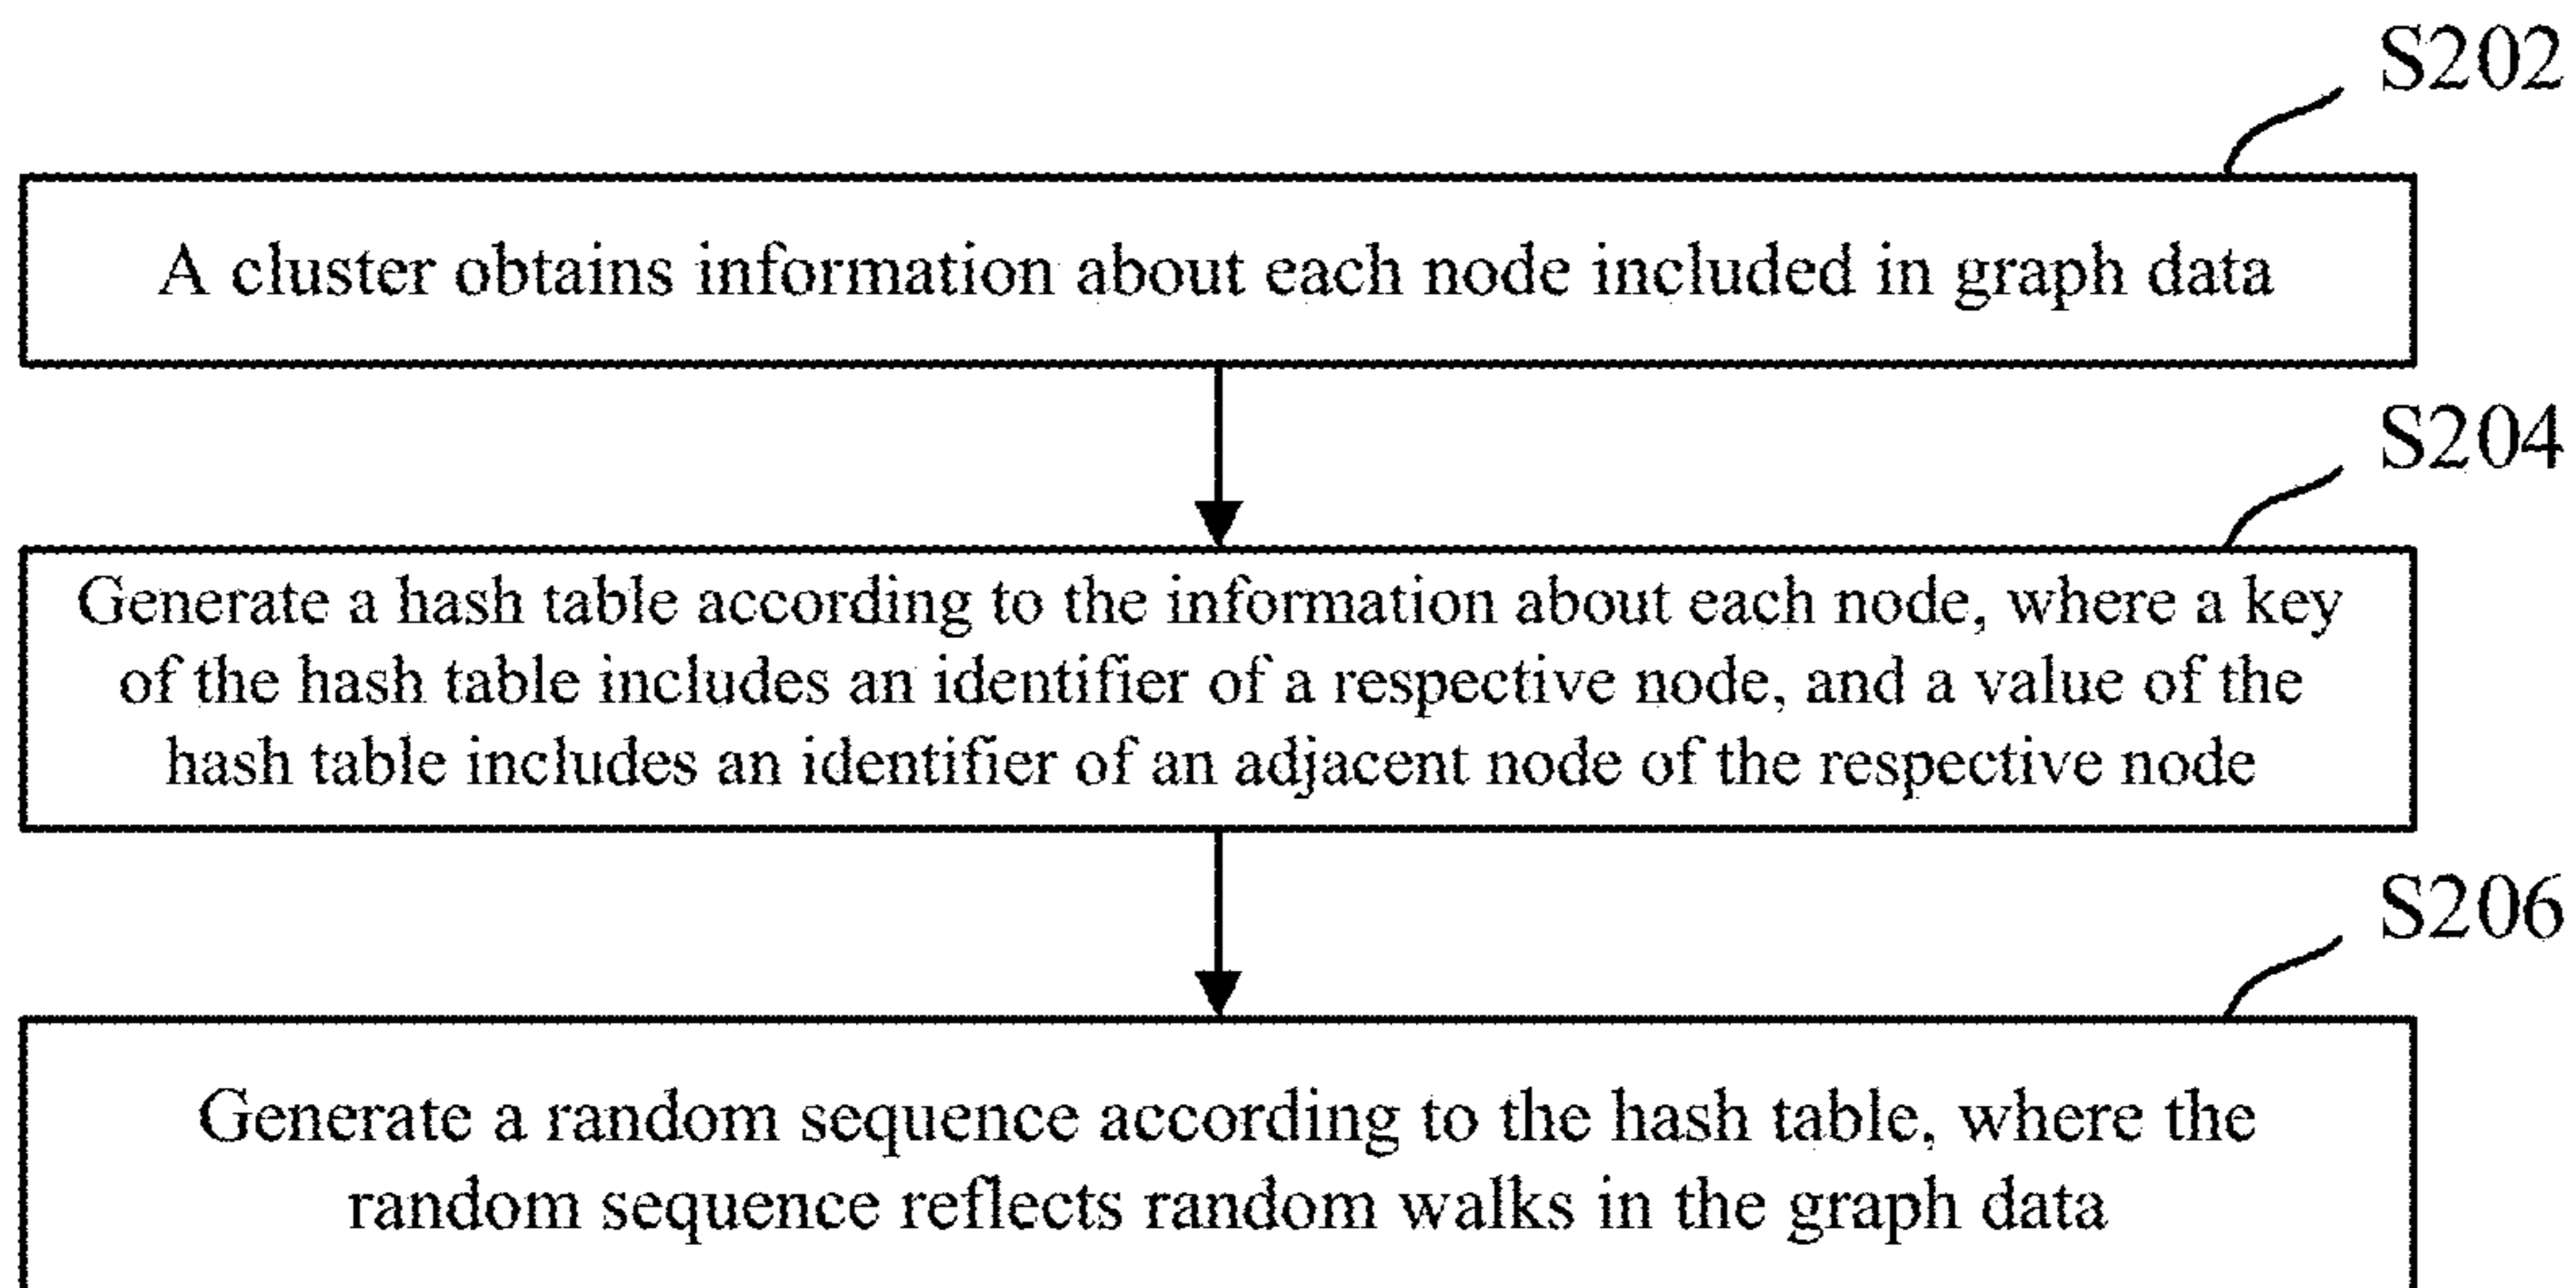 S202
A cluster obtains information about each node included in graph data
S204
Generate a hash table according to the information about each node, where a key
of the hash table includes an identifier of a respective node, and a value of the
hash table includes an identifier of an adjacent node of the respective node
S206
Generate a random sequence according to the hash table, where the
random sequence reflects random walks in the graph data